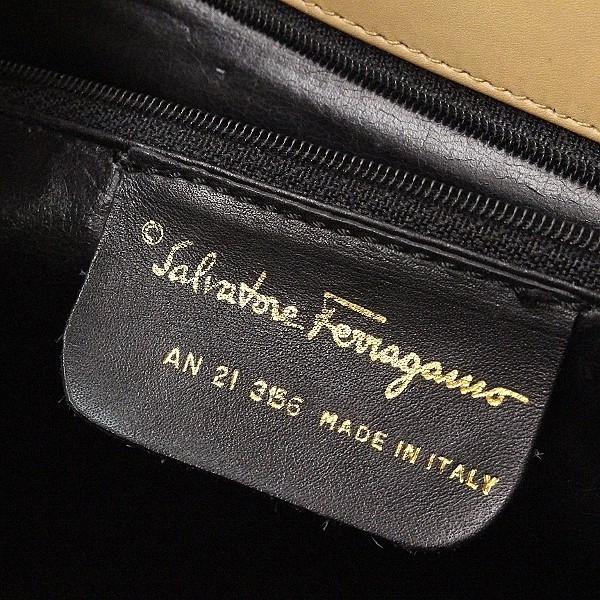 © Salvatore Ferragamo
AN 21 3156 MADE IN ITALY